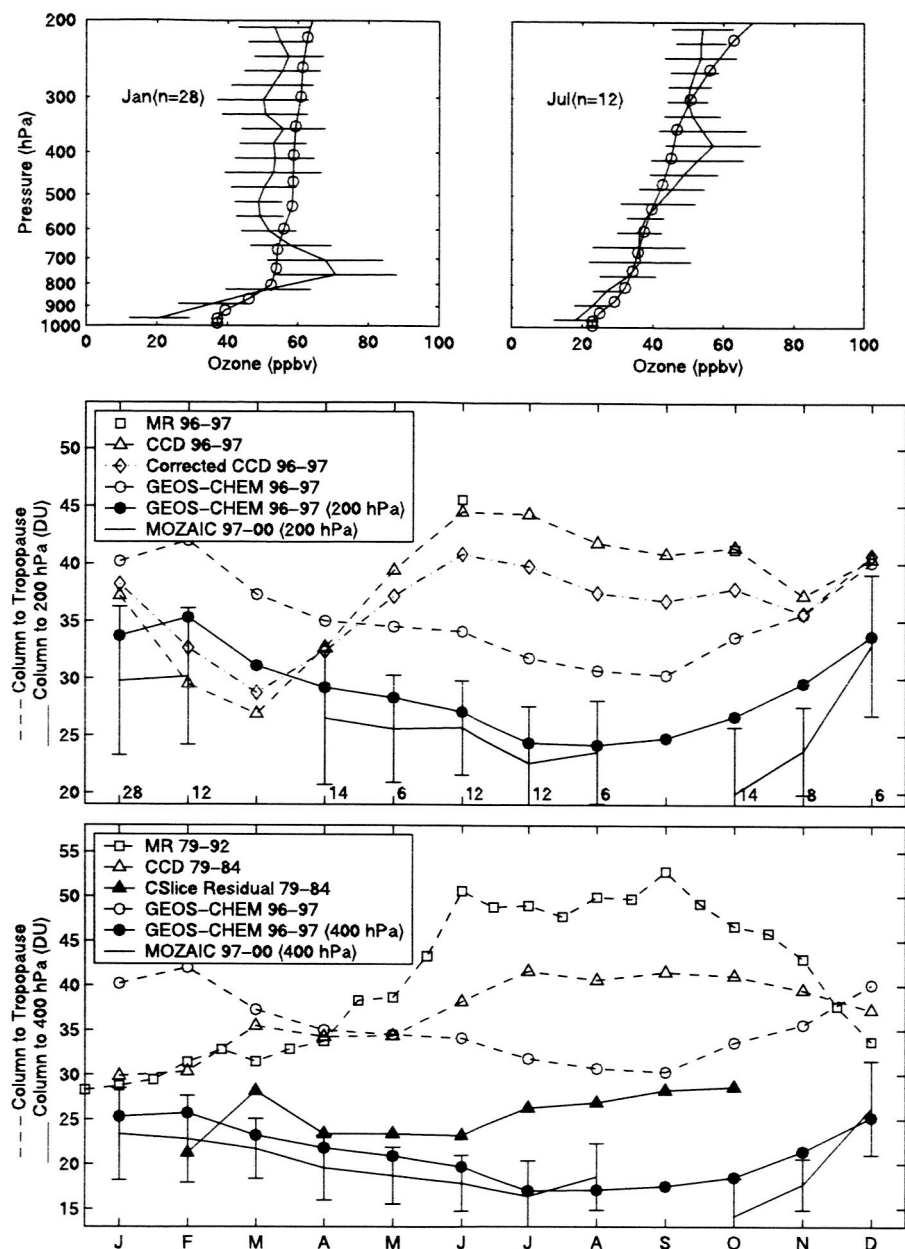 200
300
400
500
600
700
800
900
1000
Pressure (hPa)
Jan(n=28)
0 20 40 60 80 100
Ozone (ppbv)
Jul(n=12)
0 20 40 60 80 100
Ozone (ppbv)
- - - Column to Tropopause
___ Column to 200 hPa (DU)
50
45
40
35
30
25
20
MR 96–97
CCD 96–97
Corrected CCD 96–97
GEOS–CHEM 96–97
GEOS–CHEM 96–97 (200 hPa)
MOZAIC 97–00 (200 hPa)
28 12 14 6 12 12 6 14 8 6
- - - Column to Tropopause
___ Column to 400 hPa (DU)
55
50
45
40
35
30
25
20
15
MR 79–92
CCD 79–84
CSlice Residual 79–84
GEOS–CHEM 96–97
GEOS–CHEM 96–97 (400 hPa)
MOZAIC 97–00 (400 hPa)
J F M A M J J A S O N D